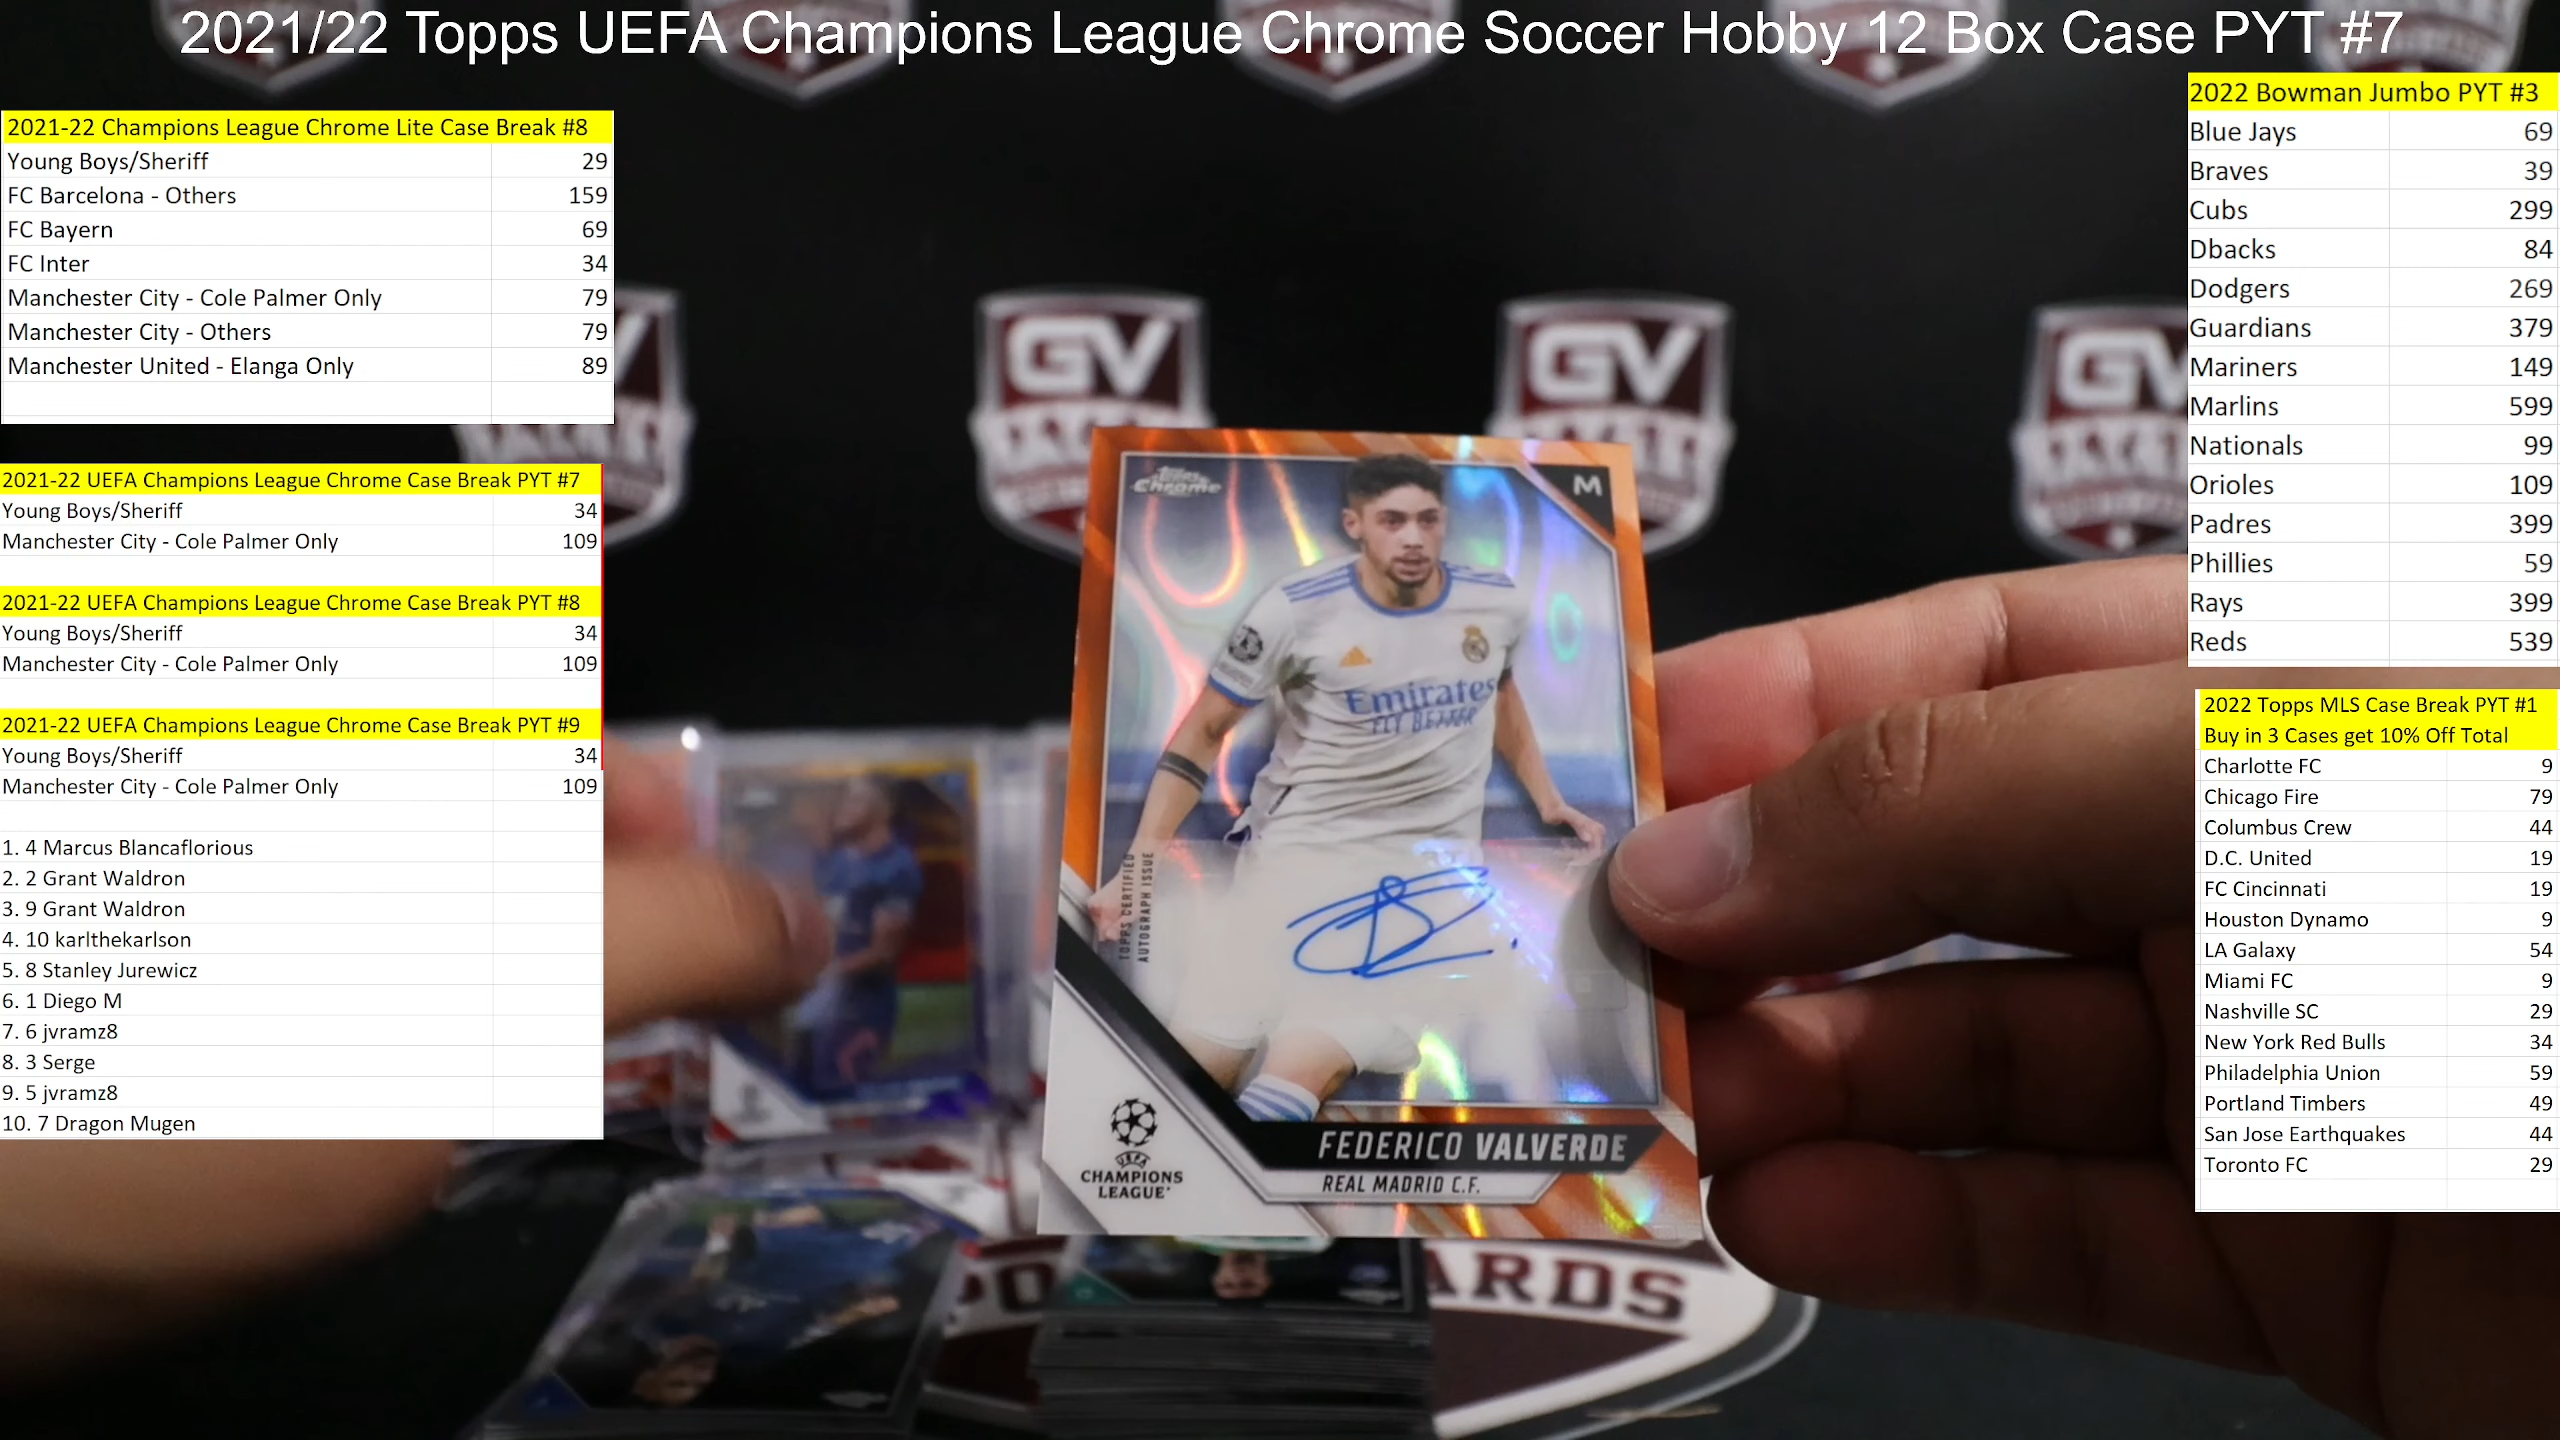 2021/22 Topps UEFA Champions League Chrome Soccer Hobby 12 Box Case PYT #7
2021-22 Champions League Chrome Lite Case Break #8
Young Boys/Sheriff 29
FC Barcelona - Others 159
FC Bayern 69
FC Inter 34
Manchester City - Cole Palmer Only 79
Manchester City - Others 79
Manchester United - Elanga Only 89
2021-22 UEFA Champions League Chrome Case Break PYT #7
Young Boys/Sheriff 34
Manchester City - Cole Palmer Only 109
2021-22 UEFA Champions League Chrome Case Break PYT #8
Young Boys/Sheriff 34
Manchester City - Cole Palmer Only 109
2021-22 UEFA Champions League Chrome Case Break PYT #9
Young Boys/Sheriff 34
Manchester City - Cole Palmer Only 109
1. 4 Marcus Blancaflorious
2. 2 Grant Waldron
3. 9 Grant Waldron
4. 10 karlthekarlson
5. 8 Stanley Jurewicz
6. 1 Diego M
7. 6 jvramz8
8. 3 Serge
9. 5 jvramz8
10. 7 Dragon Mugen
GV
GV
GV
Topps
Chrome
M
Emirates
FLY BETTER
TOPPS CERTIFIED
AUTOGRAPH ISSUE
FEDERICO VALVERDE
REAL MADRID C.F.
UEFA
CHAMPIONS
LEAGUE
ARDS
2022 Bowman Jumbo PYT #3
Blue Jays 69
Braves 39
Cubs 299
Dbacks 84
Dodgers 269
Guardians 379
Mariners 149
Marlins 599
Nationals 99
Orioles 109
Padres 399
Phillies 59
Rays 399
Reds 539
2022 Topps MLS Case Break PYT #1
Buy in 3 Cases get 10% Off Total
Charlotte FC 9
Chicago Fire 79
Columbus Crew 44
D.C. United 19
FC Cincinnati 19
Houston Dynamo 9
LA Galaxy 54
Miami FC 9
Nashville SC 29
New York Red Bulls 34
Philadelphia Union 59
Portland Timbers 49
San Jose Earthquakes 44
Toronto FC 29